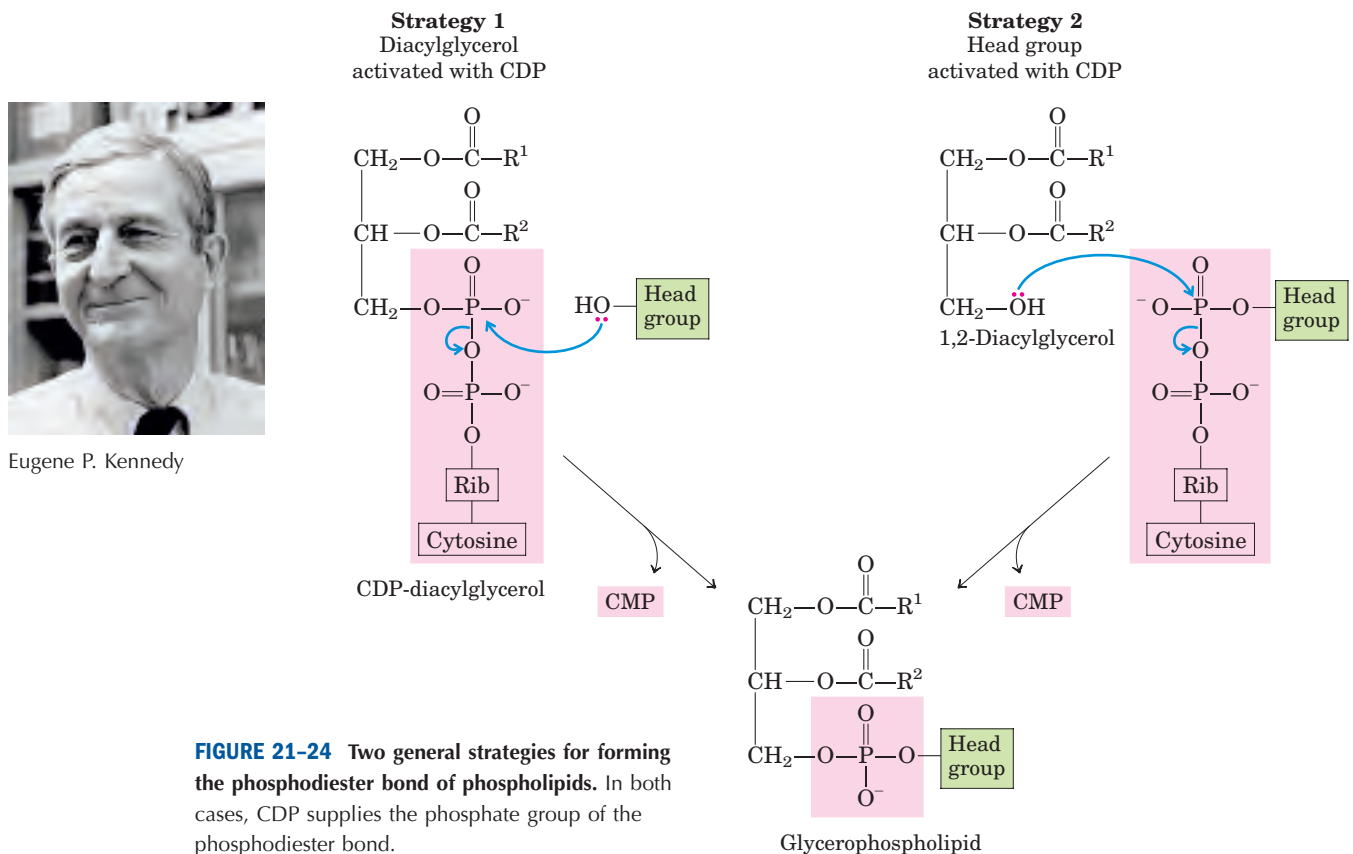 Strategy 1
Diacylglycerol
activated with CDP
O
CH₂—O—C—R¹
O
CH—O—C—R²
O
CH₂—O—P—O⁻
HO—Head group
O
O=P—O⁻
O
Rib
Cytosine
CDP-diacylglycerol
CMP
Strategy 2
Head group
activated with CDP
O
CH₂—O—C—R¹
O
CH—O—C—R²
CH₂—OH
1,2-Diacylglycerol
O
⁻O—P—O—Head group
O
O=P—O⁻
O
Rib
Cytosine
CMP
O
CH₂—O—C—R¹
O
CH—O—C—R²
O
CH₂—O—P—O—Head group
O⁻
Glycerophospholipid
Eugene P. Kennedy
FIGURE 21–24 Two general strategies for forming
the phosphodiester bond of phospholipids. In both
cases, CDP supplies the phosphate group of the
phosphodiester bond.